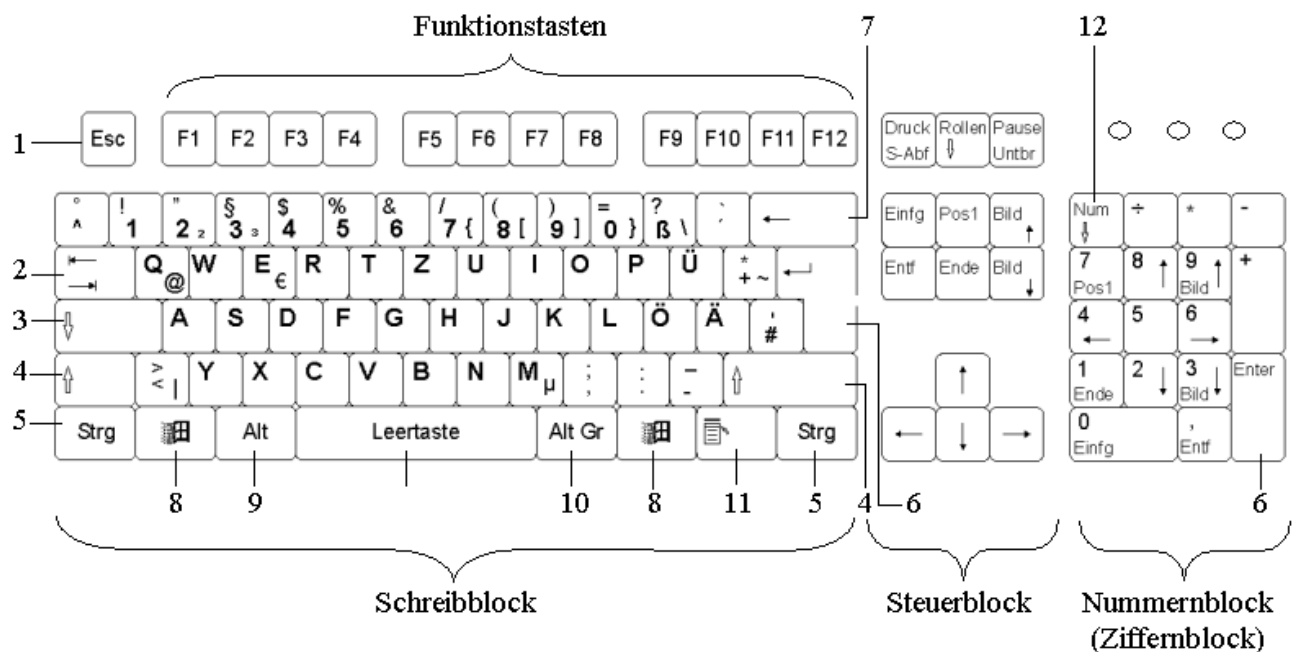 Funktionstasten 7 12
1 Esc F1 F2 F3 F4 F5 F6 F7 F8 F9 F10 F11 F12 Druck Rollen ⇩ Pause
S-Abf Untbr
° ! " § $ % & / ( ) = ? ` ← Einfg Pos1 Bild ↑ Num ⇩ ÷ * -
^ 1 2 ² 3 ³ 4 5 6 7 { 8 [ 9 ] 0 } ß \ ´
2 Q @ W E € R T Z U I O P Ü * + ~ Entf Ende Bild ↓ 7 Pos1 8 ↑ 9 Bild ↑ +
3 ⇩ A S D F G H J K L Ö Ä ' # 4 ← 5 6 →
4 ⇧ > < | Y X C V B N M µ ; , : . _ - ⇧ ↑ 1 Ende 2 ↓ 3 Bild ↓ Enter
5 Strg Alt Leertaste Alt Gr Strg ← ↓ → 0 Einfg , Entf
8 9 10 8 11 5 4 6 6
Schreibblock Steuerblock Nummernblock
(Ziffernblock)